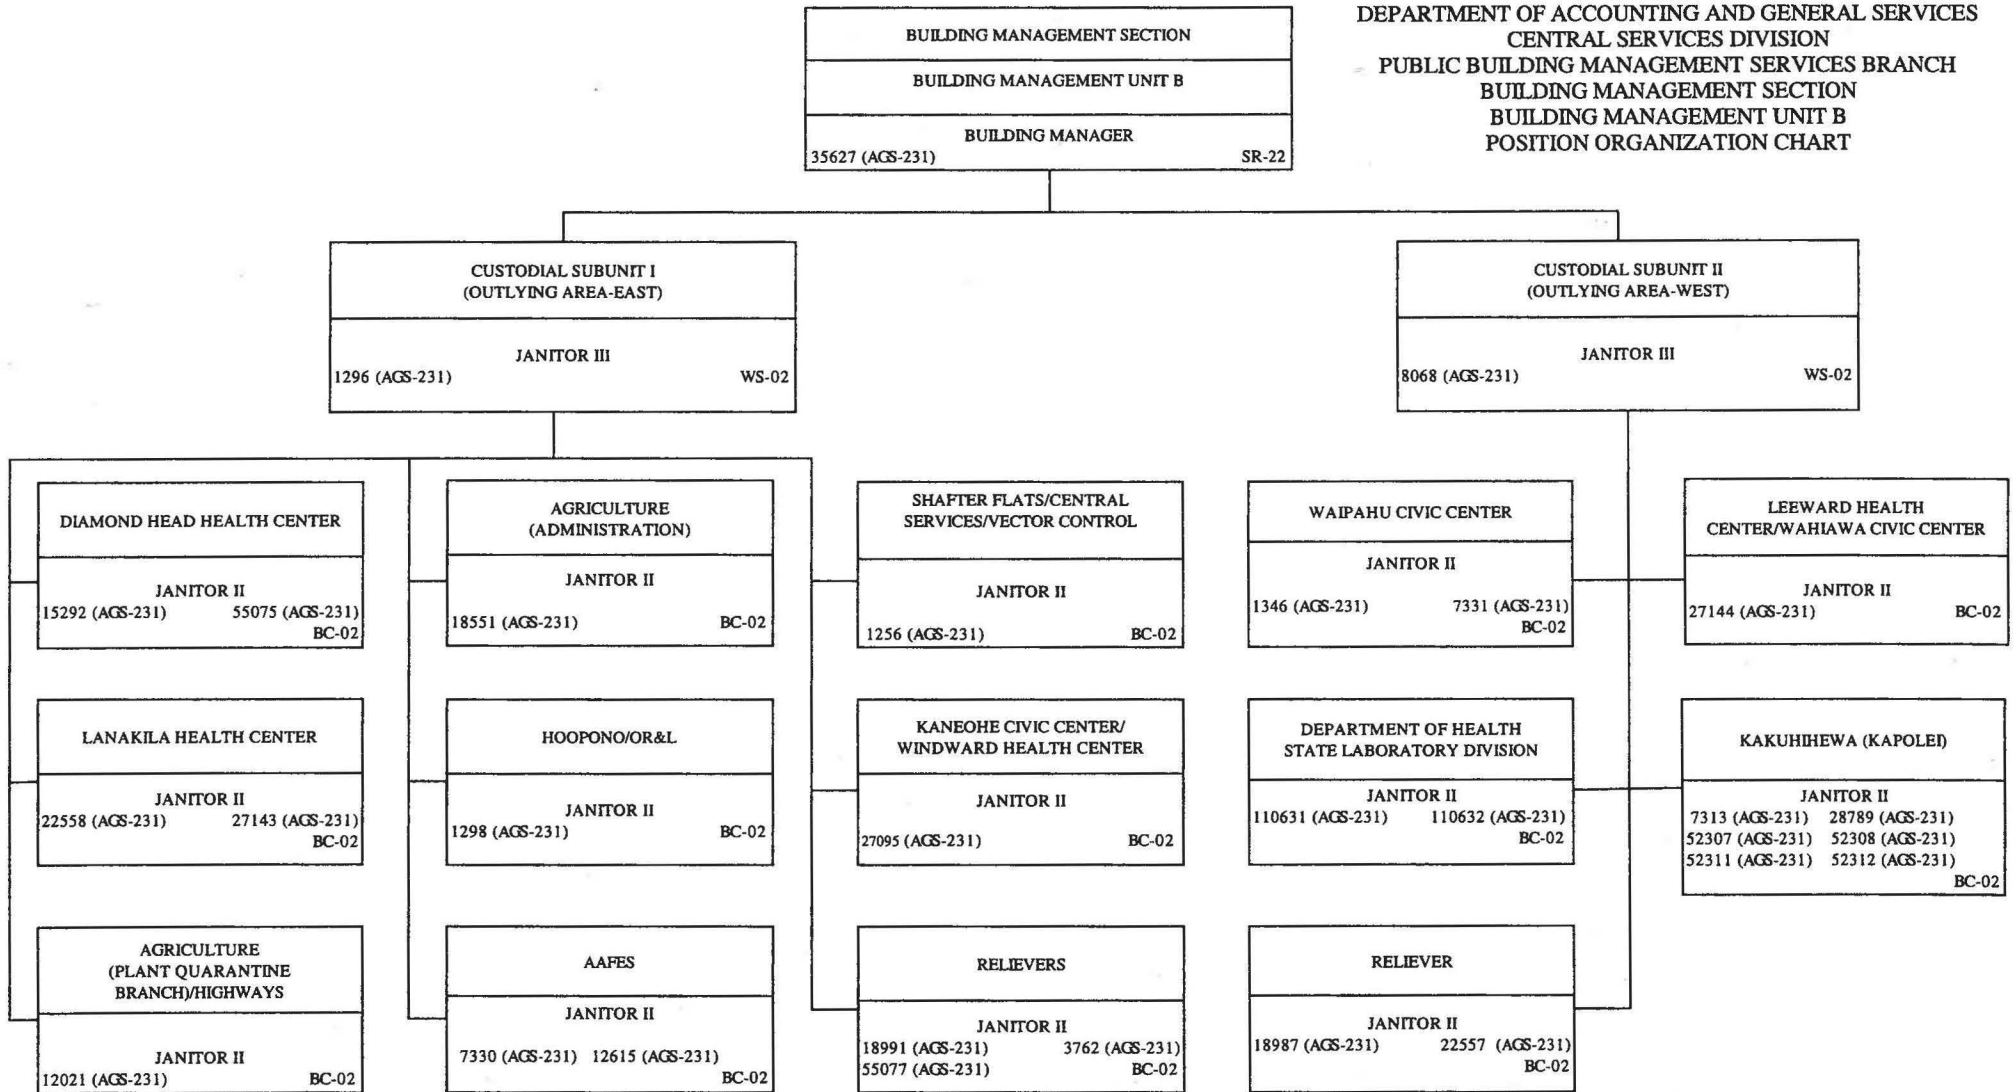 DEPARTMENT OF ACCOUNTING AND GENERAL SERVICES
CENTRAL SERVICES DIVISION
PUBLIC BUILDING MANAGEMENT SERVICES BRANCH
BUILDING MANAGEMENT SECTION
BUILDING MANAGEMENT UNIT B
POSITION ORGANIZATION CHART
BUILDING MANAGEMENT SECTION
BUILDING MANAGEMENT UNIT B
BUILDING MANAGER
35627 (AGS-231) SR-22
CUSTODIAL SUBUNIT I
(OUTLYING AREA-EAST)
JANITOR III
1296 (AGS-231) WS-02
CUSTODIAL SUBUNIT II
(OUTLYING AREA-WEST)
JANITOR III
8068 (AGS-231) WS-02
DIAMOND HEAD HEALTH CENTER
JANITOR II
15292 (AGS-231) 55075 (AGS-231)
BC-02
AGRICULTURE
(ADMINISTRATION)
JANITOR II
18551 (AGS-231) BC-02
SHAFTER FLATS/CENTRAL
SERVICES/VECTOR CONTROL
JANITOR II
1256 (AGS-231) BC-02
WAIPAHU CIVIC CENTER
JANITOR II
1346 (AGS-231) 7331 (AGS-231)
BC-02
LEEWARD HEALTH
CENTER/WAHIAWA CIVIC CENTER
JANITOR II
27144 (AGS-231) BC-02
LANAKILA HEALTH CENTER
JANITOR II
22558 (AGS-231) 27143 (AGS-231)
BC-02
HOOPONO/OR&L
JANITOR II
1298 (AGS-231) BC-02
KANEOHE CIVIC CENTER/
WINDWARD HEALTH CENTER
JANITOR II
27095 (AGS-231) BC-02
DEPARTMENT OF HEALTH
STATE LABORATORY DIVISION
JANITOR II
110631 (AGS-231) 110632 (AGS-231)
BC-02
KAKUHIHEWA (KAPOLEI)
JANITOR II
7313 (AGS-231) 28789 (AGS-231)
52307 (AGS-231) 52308 (AGS-231)
52311 (AGS-231) 52312 (AGS-231)
BC-02
AGRICULTURE
(PLANT QUARANTINE
BRANCH)/HIGHWAYS
JANITOR II
12021 (AGS-231) BC-02
AAFES
JANITOR II
7330 (AGS-231) 12615 (AGS-231)
BC-02
RELIEVERS
JANITOR II
18991 (AGS-231) 3762 (AGS-231)
55077 (AGS-231) BC-02
RELIEVER
JANITOR II
18987 (AGS-231) 22557 (AGS-231)
BC-02